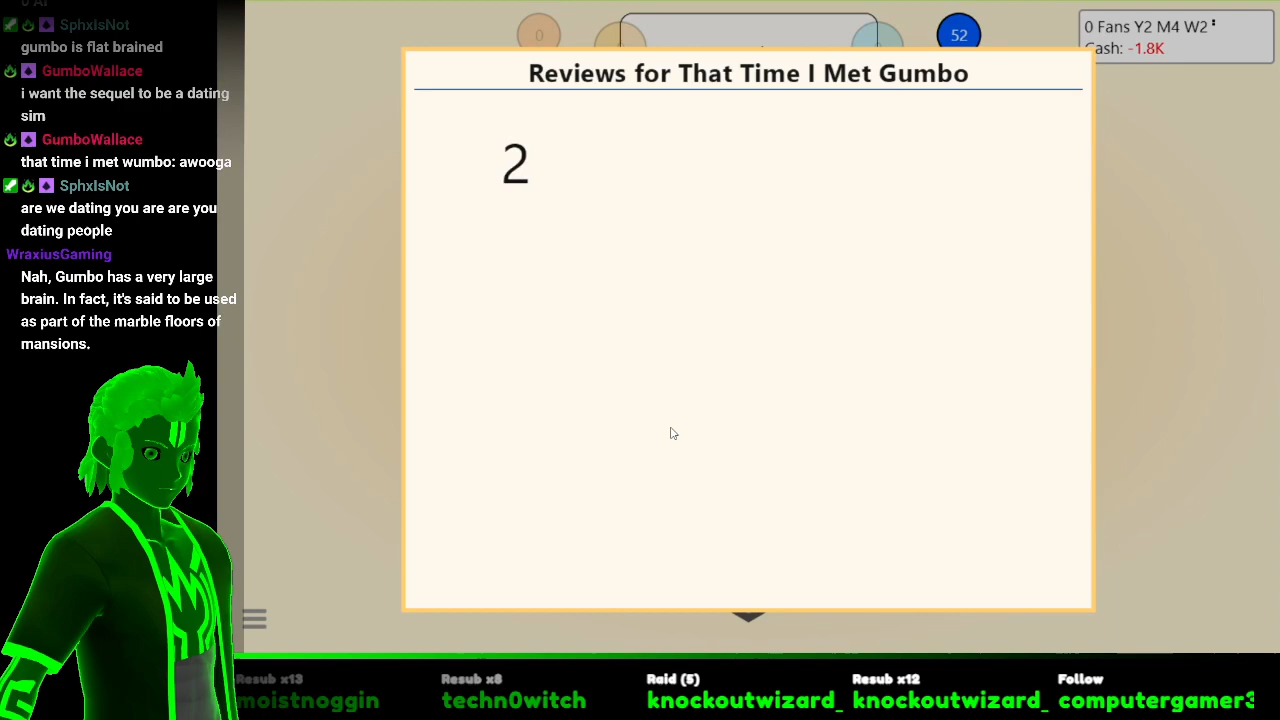 SphxIsNot
gumbo is flat brained
GumboWallace
i want the sequel to be a dating
sim
GumboWallace
that time i met wumbo: awooga
SphxIsNot
are we dating you are are you
dating people
WraxiusGaming
Nah, Gumbo has a very large
brain. In fact, it's said to be used
as part of the marble floors of
mansions.
0
52
0 Fans Y2 M4 W2
Cash: -1.8K
Reviews for That Time I Met Gumbo
2
Resub x13
moistnoggin
Resub x8
techn0witch
Raid (5)
knockoutwizard_
Resub x12
knockoutwizard_
Follow
computergamer3